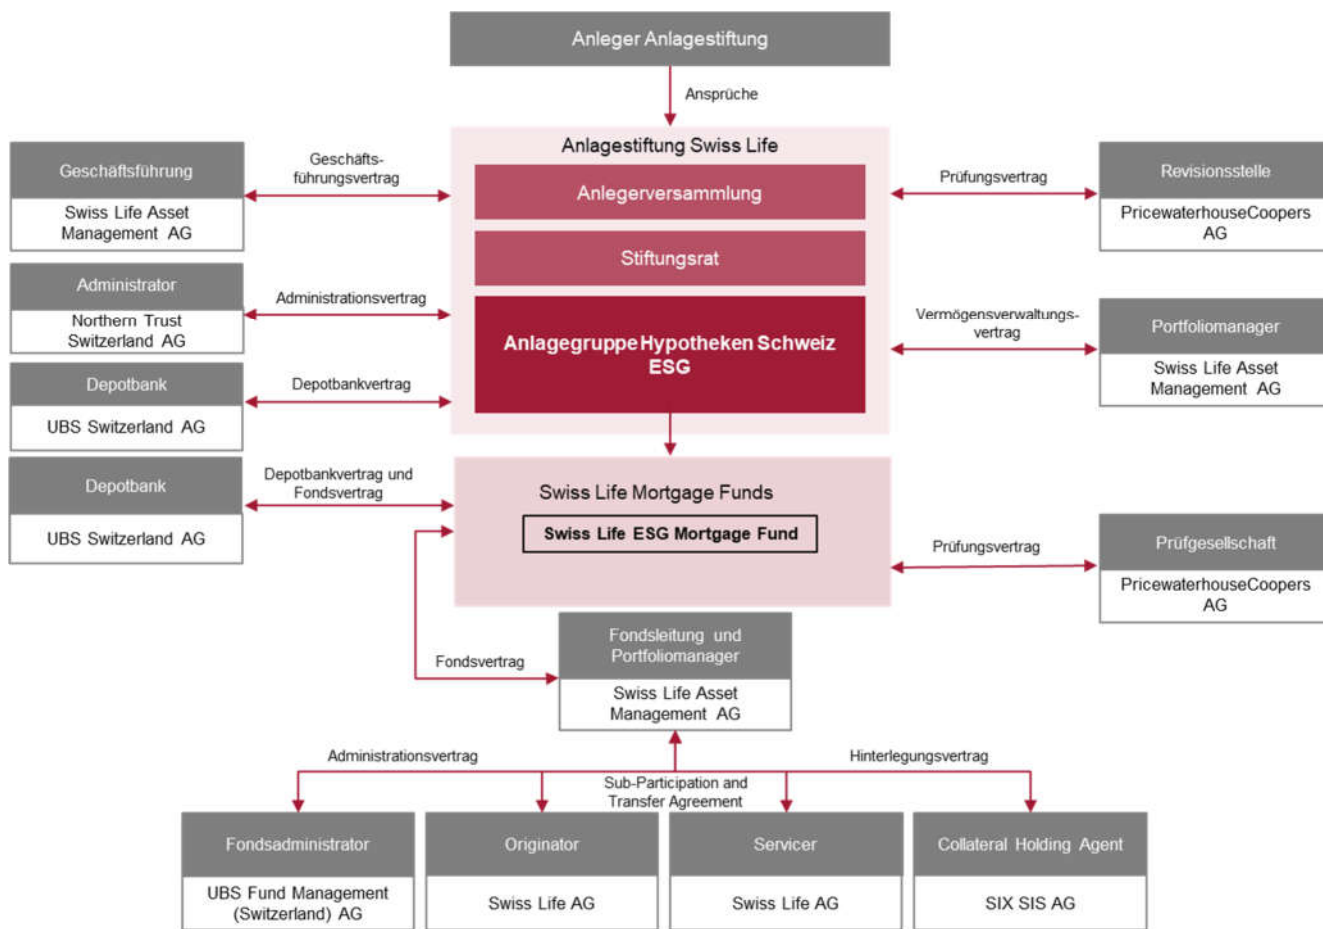 Anleger Anlagestiftung
Ansprüche
Anlagestiftung Swiss Life
Geschäftsführung
Swiss Life Asset
Management AG
Geschäfts-
führungsvertrag
Anlegerversammlung
Prüfungsvertrag
Revisionsstelle
PricewaterhouseCoopers
AG
Stiftungsrat
Administrator
Northern Trust
Switzerland AG
Administrationsvertrag
Anlagegruppe Hypotheken Schweiz
ESG
Vermögensverwaltungs-
vertrag
Portfoliomanager
Swiss Life Asset
Management AG
Depotbank
UBS Switzerland AG
Depotbankvertrag
Depotbank
UBS Switzerland AG
Depotbankvertrag und
Fondsvertrag
Swiss Life Mortgage Funds
Swiss Life ESG Mortgage Fund
Prüfungsvertrag
Prüfgesellschaft
PricewaterhouseCoopers
AG
Fondsvertrag
Fondsleitung und
Portfoliomanager
Swiss Life Asset
Management AG
Administrationsvertrag
Sub-Participation and
Transfer Agreement
Hinterlegungsvertrag
Fondsadministrator
UBS Fund Management
(Switzerland) AG
Originator
Swiss Life AG
Servicer
Swiss Life AG
Collateral Holding Agent
SIX SIS AG